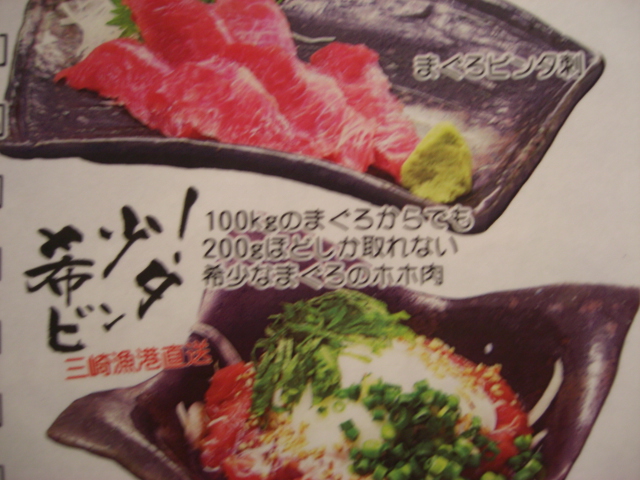 まぐろビンタ刺
100kgのまぐろからでも
200gほどしか取れない
希少なまぐろのホホ肉
希少
ビンタ
三崎漁港直送